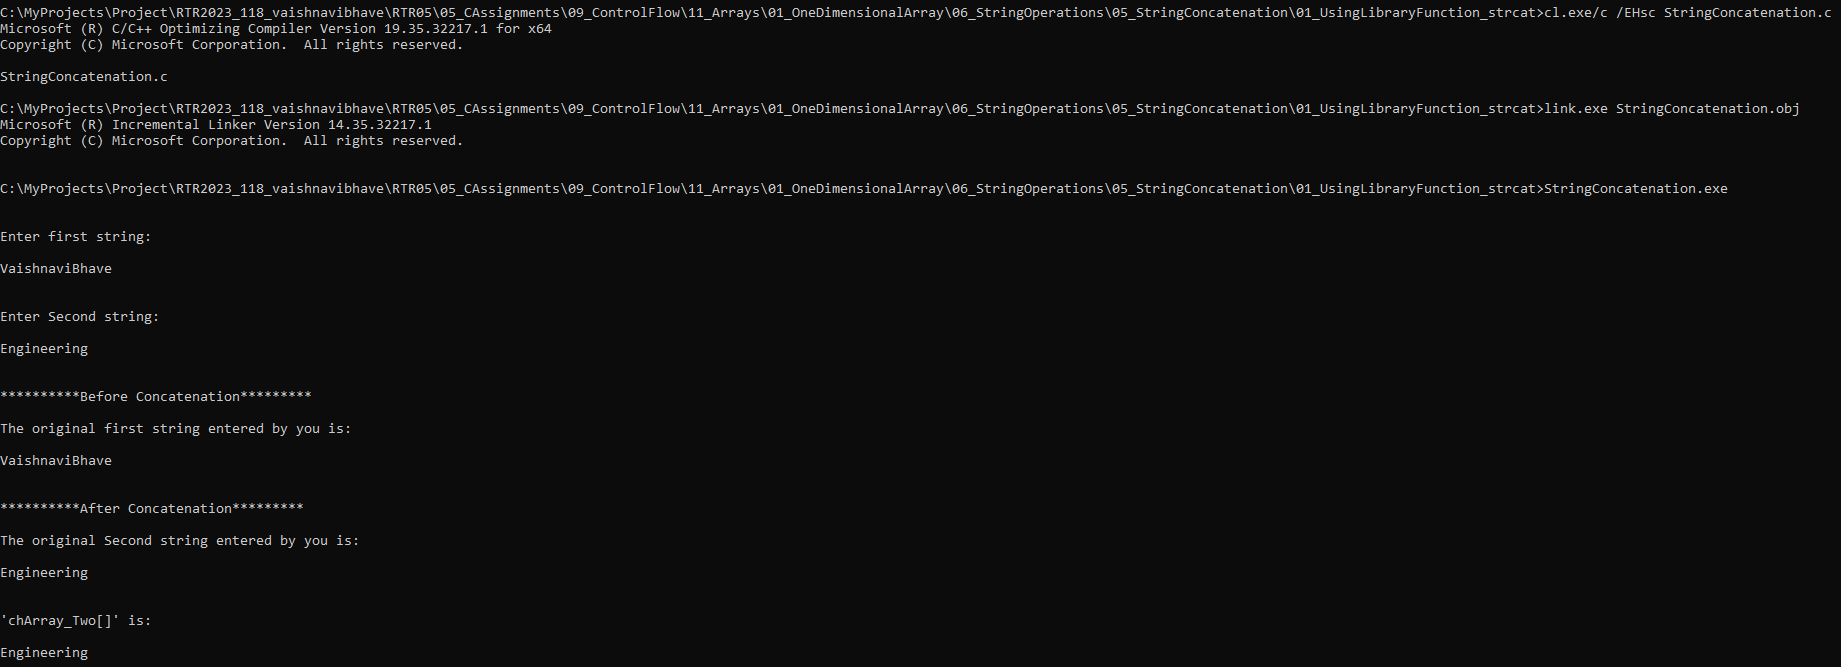 C:\MyProjects\Project\RTR2023_118_vaishnavibhave\RTR05\05_CAssignments\09_ControlFlow\11_Arrays\01_OneDimensionalArray\06_StringOperations\05_StringConcatenation\01_UsingLibraryFunction_strcat>cl.exe/c /EHsc StringConcatenation.c
Microsoft (R) C/C++ Optimizing Compiler Version 19.35.32217.1 for x64
Copyright (C) Microsoft Corporation.  All rights reserved.
StringConcatenation.c
C:\MyProjects\Project\RTR2023_118_vaishnavibhave\RTR05\05_CAssignments\09_ControlFlow\11_Arrays\01_OneDimensionalArray\06_StringOperations\05_StringConcatenation\01_UsingLibraryFunction_strcat>link.exe StringConcatenation.obj
Microsoft (R) Incremental Linker Version 14.35.32217.1
Copyright (C) Microsoft Corporation.  All rights reserved.
C:\MyProjects\Project\RTR2023_118_vaishnavibhave\RTR05\05_CAssignments\09_ControlFlow\11_Arrays\01_OneDimensionalArray\06_StringOperations\05_StringConcatenation\01_UsingLibraryFunction_strcat>StringConcatenation.exe
Enter first string:
VaishnaviBhave
Enter Second string:
Engineering
**********Before Concatenation*********
The original first string entered by you is:
VaishnaviBhave
**********After Concatenation*********
The original Second string entered by you is:
Engineering
'chArray_Two[]' is:
Engineering